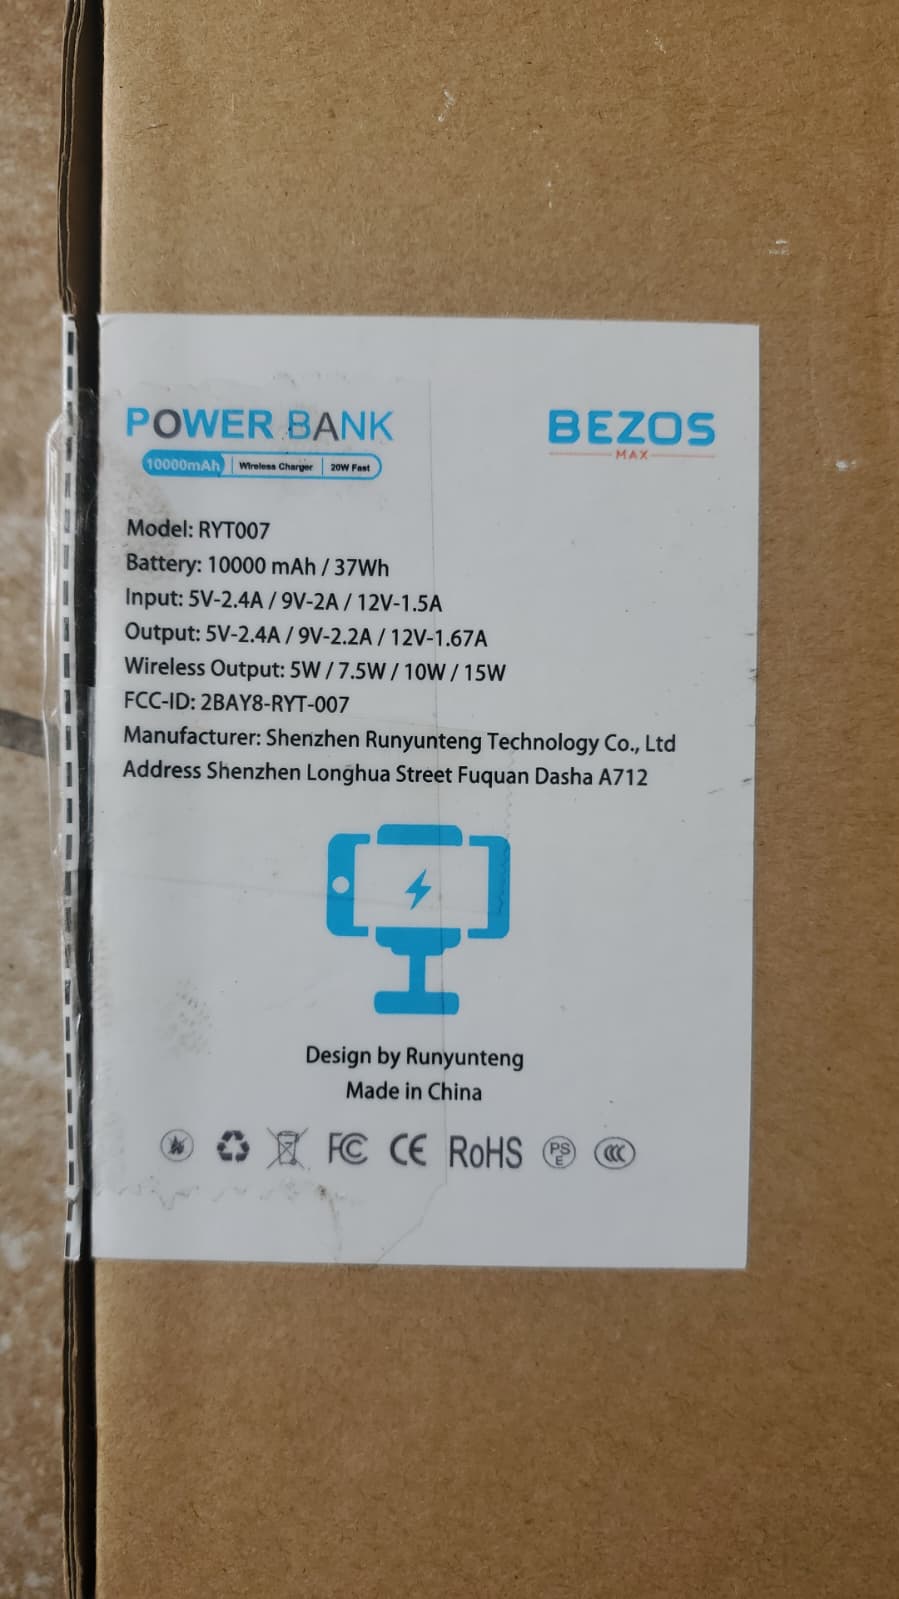 POWER BANK
BEZOS
MAX
10000mAh | Wireless Charger | 20W Fast
Model: RYT007
Battery: 10000 mAh / 37Wh
Input: 5V-2.4A / 9V-2A / 12V-1.5A
Output: 5V-2.4A / 9V-2.2A / 12V-1.67A
Wireless Output: 5W / 7.5W / 10W / 15W
FCC-ID: 2BAY8-RYT-007
Manufacturer: Shenzhen Runyunteng Technology Co., Ltd
Address Shenzhen Longhua Street Fuquan Dasha A712
Design by Runyunteng
Made in China
FC CE RoHS PS E CCC